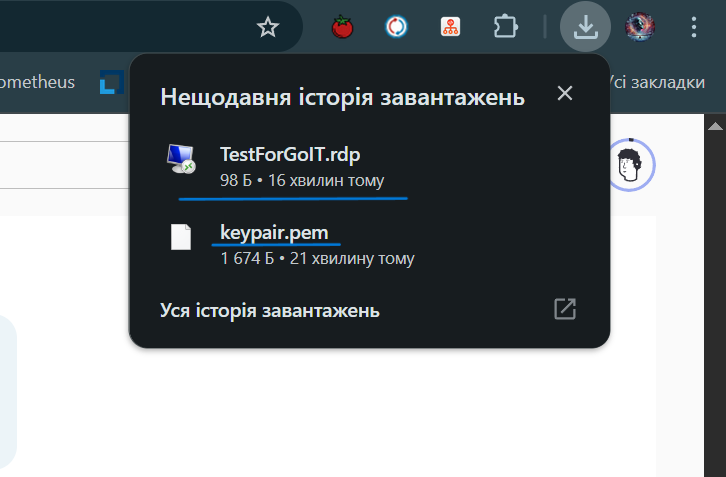 ometheus
сі закладки
Нещодавня історія завантажень
TestForGoIT.rdp
98 Б • 16 хвилин тому
keypair.pem
1 674 Б • 21 хвилину тому
Уся історія завантажень